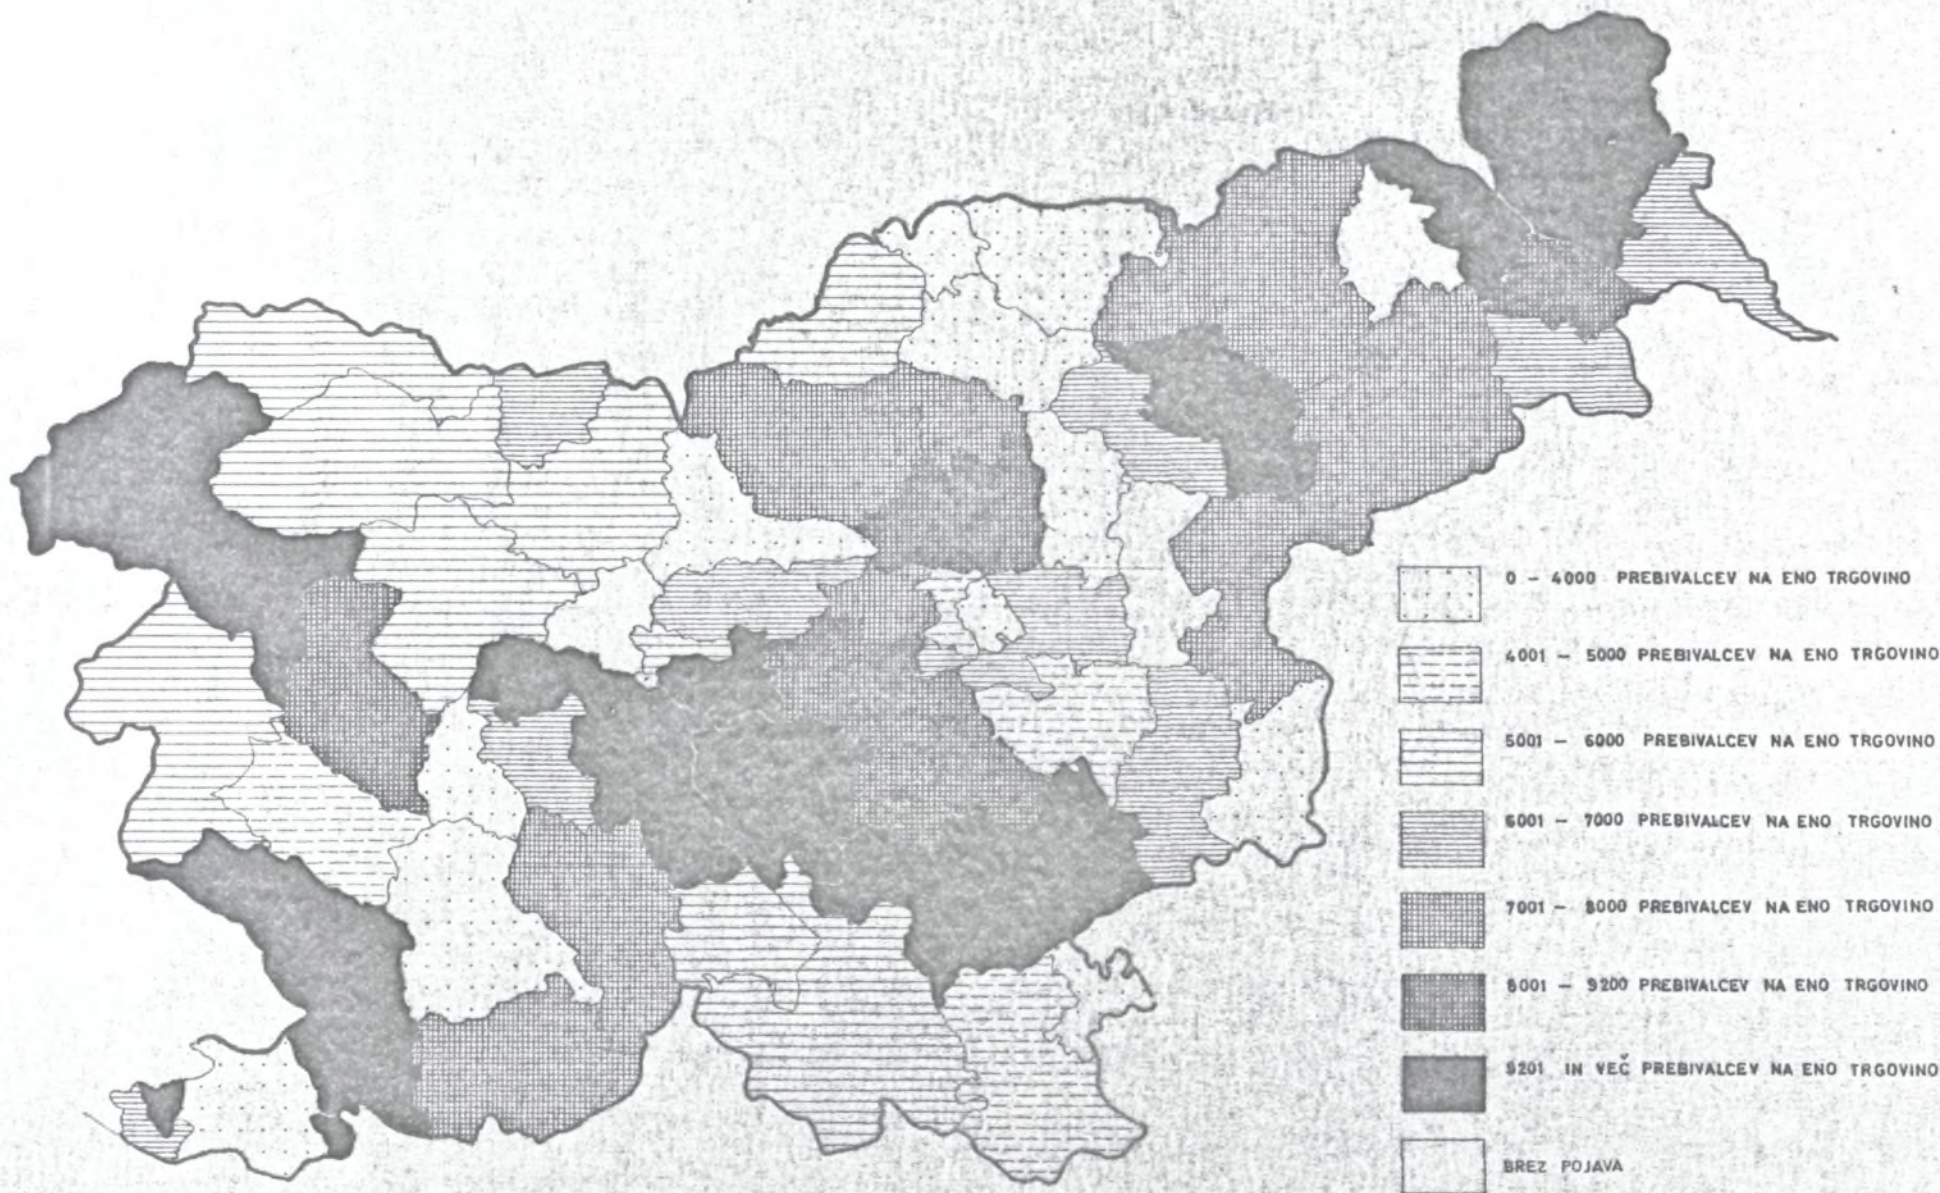 0 - 4000 PREBIVALCEV NA ENO TRGOVINO
4001 - 5000 PREBIVALCEV NA ENO TRGOVINO
5001 - 6000 PREBIVALCEV NA ENO TRGOVINO
6001 - 7000 PREBIVALCEV NA ENO TRGOVINO
7001 - 8000 PREBIVALCEV NA ENO TRGOVINO
8001 - 9200 PREBIVALCEV NA ENO TRGOVINO
9201 IN VEČ PREBIVALCEV NA ENO TRGOVINO
BREZ POJAVA